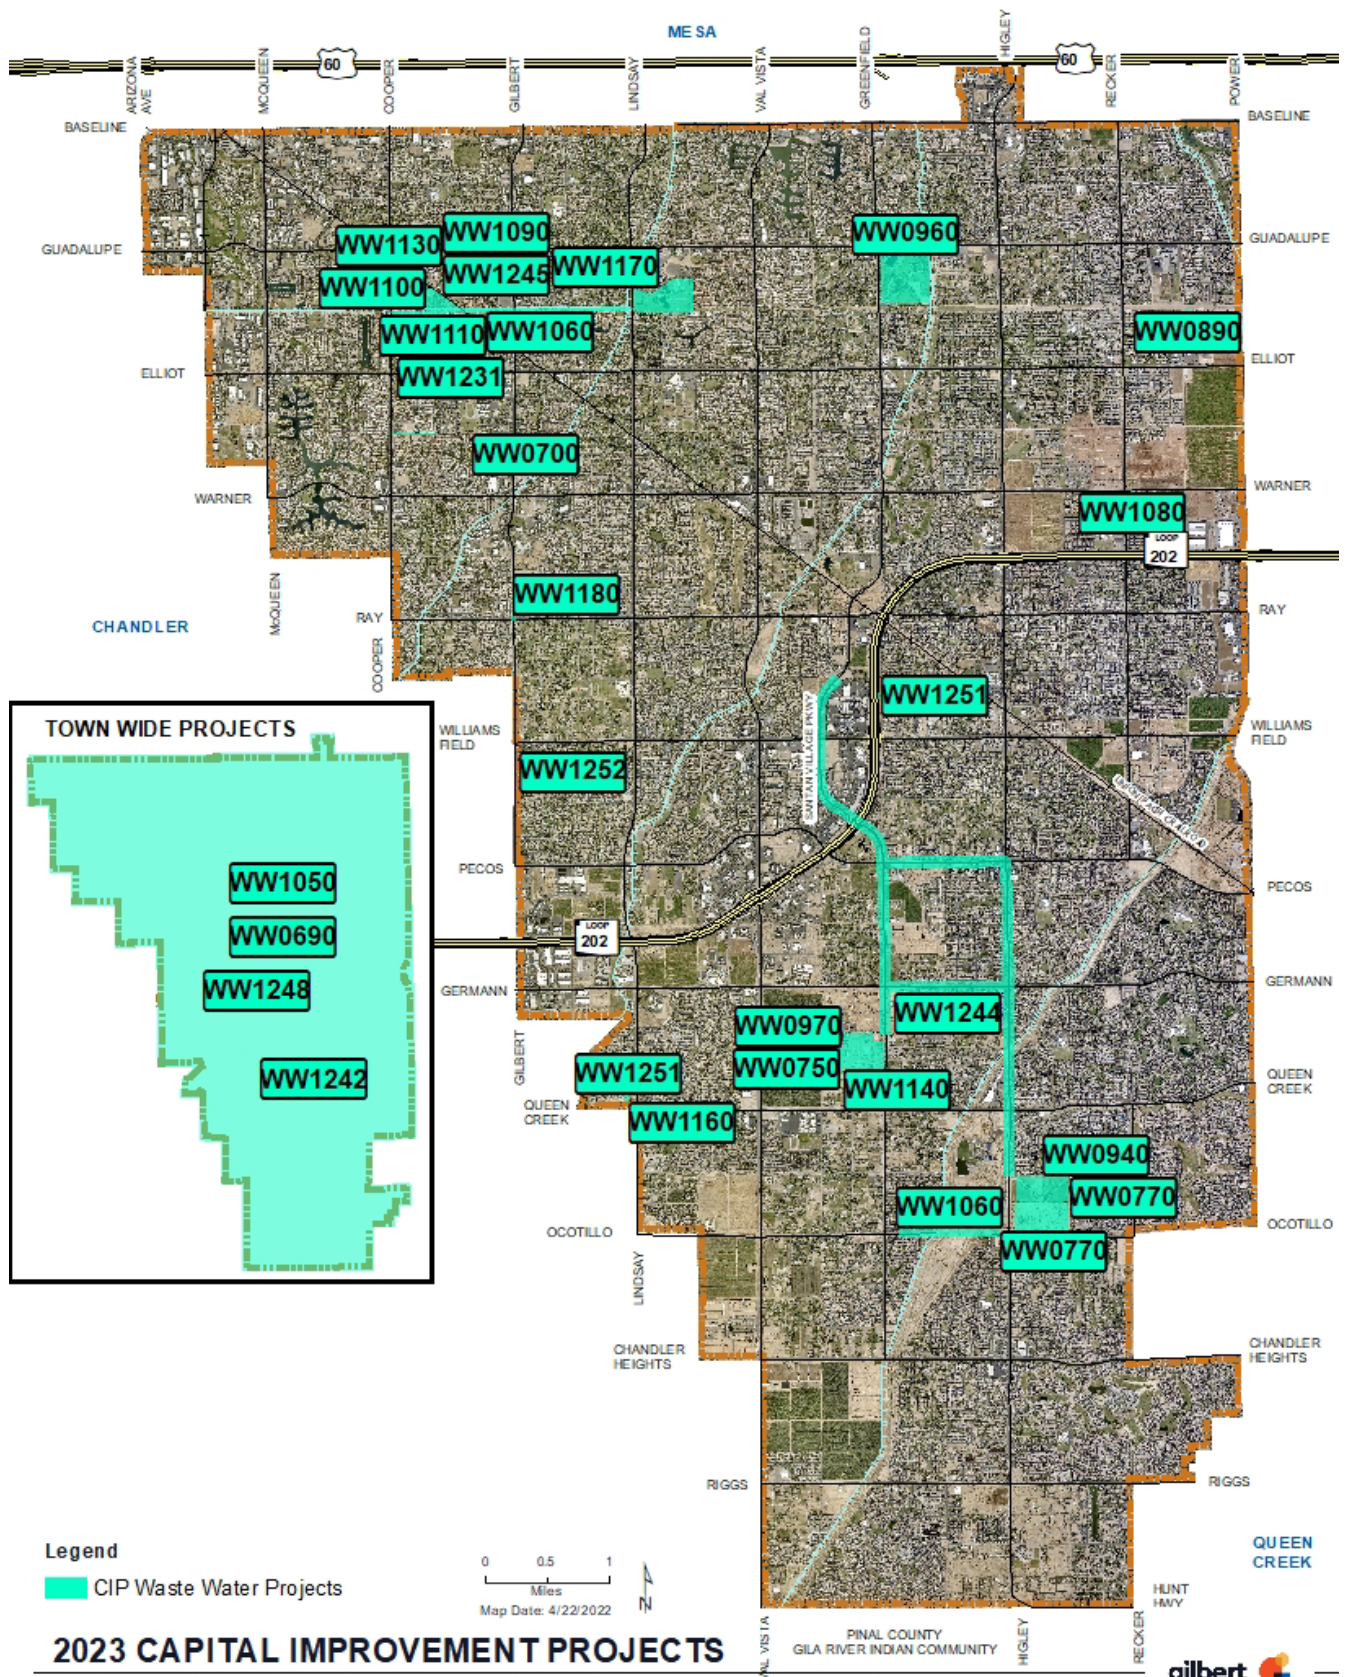 MESA
60
60
ARIZONA
AVE
MCQUEEN
COOPER
GILBERT
LINDSAY
VAL VISTA
GREENFIELD
HIGLEY
RECKER
POWER
BASELINE
BASELINE
GUADALUPE
GUADALUPE
WW1130
WW1090
WW1245
WW1170
WW0960
WW1100
WW1110
WW1060
WW0890
WW1231
ELLIOT
ELLIOT
WW0700
WARNER
WARNER
WW1080
LOOP
202
WW1180
McQUEEN
CHANDLER
RAY
RAY
COOPER
WW1251
SANTAN VILLAGE PKWY
WILLIAMS
FIELD
WILLIAMS
FIELD
WW1252
PECOS
PECOS
LOOP
202
GERMANN
GERMANN
GILBERT
WW1244
WW0970
WW0750
WW1140
WW1251
QUEEN
CREEK
QUEEN
CREEK
WW1160
WW0940
WW0770
WW1060
WW0770
OCOTILLO
OCOTILLO
LINDSAY
CHANDLER
HEIGHTS
CHANDLER
HEIGHTS
RIGGS
RIGGS
TOWN WIDE PROJECTS
WW1050
WW0690
WW1248
WW1242
QUEEN
CREEK
HUNT
HWY
Legend
CIP Waste Water Projects
0 0.5 1
Miles
Map Date: 4/22/2022
N
2023 CAPITAL IMPROVEMENT PROJECTS
VAL VISTA
PINAL COUNTY
GILA RIVER INDIAN COMMUNITY
HIGLEY
RECKER
gilbert